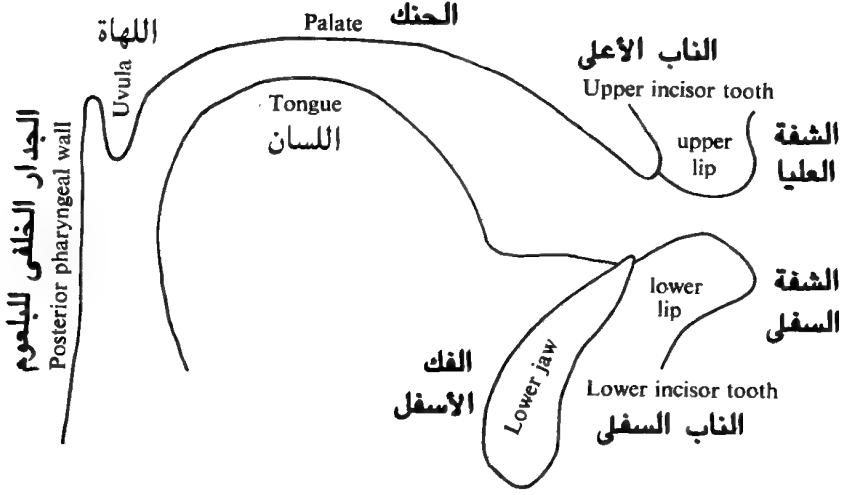 اللهاة
Uvula
Palate
الحنك
Tongue
اللسان
الناب الأعلى
Upper incisor tooth
upper
lip
الشفة
العليا
الجدار الخلفى للبلعوم
Posterior pharyngeal wall
lower
lip
الشفة
السفلى
الفك
الأسفل
Lower jaw
Lower incisor tooth
الناب السفلى